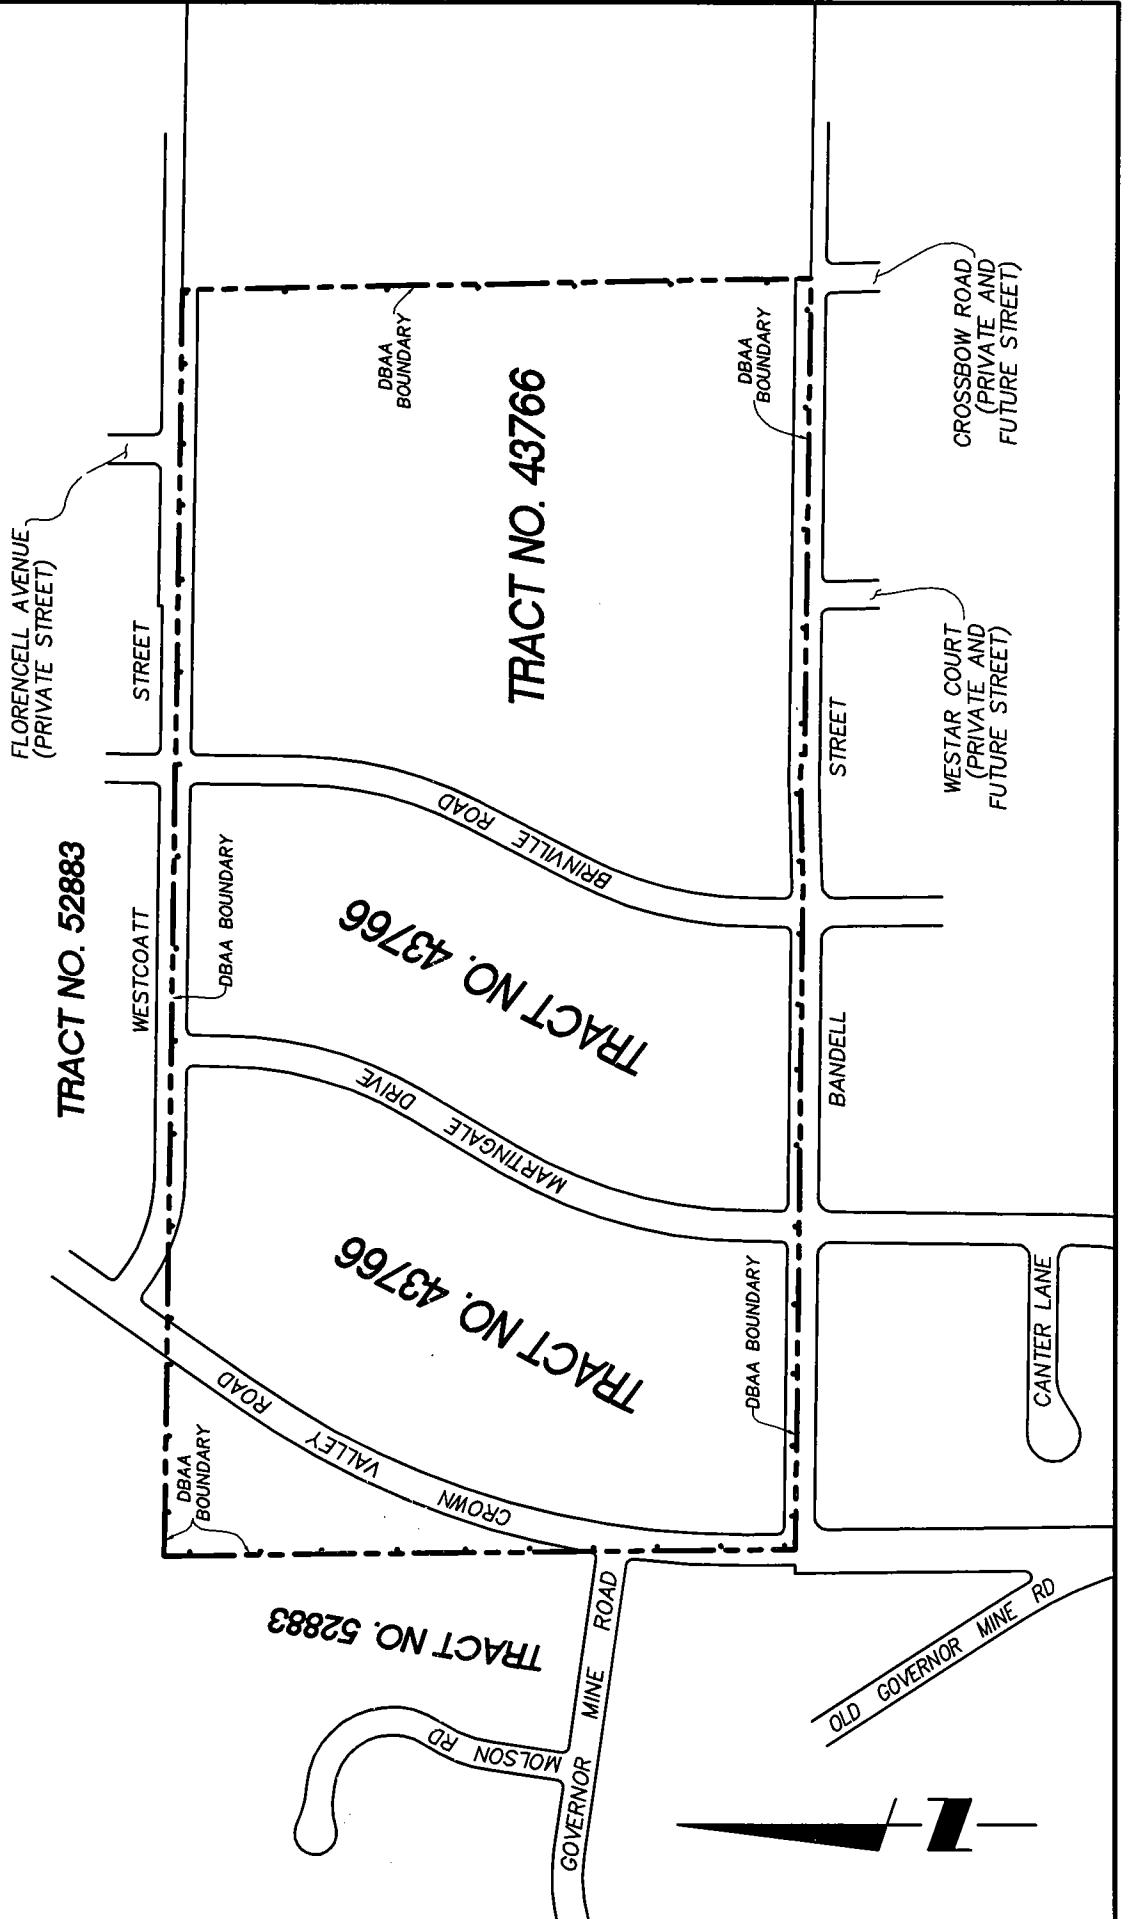 FLORENCELL AVENUE
(PRIVATE STREET)
TRACT NO. 52883
WESTCOATT
STREET
DBAA BOUNDARY
DBAA
BOUNDARY
DBAA
BOUNDARY
DBAA
BOUNDARY
DBAA BOUNDARY
TRACT NO. 43766
TRACT NO. 43766
TRACT NO. 43766
BRINVILLE ROAD
MARTINGALE DRIVE
CROWN VALLEY ROAD
TRACT NO. 52883
MOLSON RD
GOVERNOR MINE ROAD
OLD GOVERNOR MINE RD
BANDELL
STREET
CANTER LANE
WESTAR COURT
(PRIVATE AND
FUTURE STREET)
CROSSBOW ROAD
(PRIVATE AND
FUTURE STREET)
N